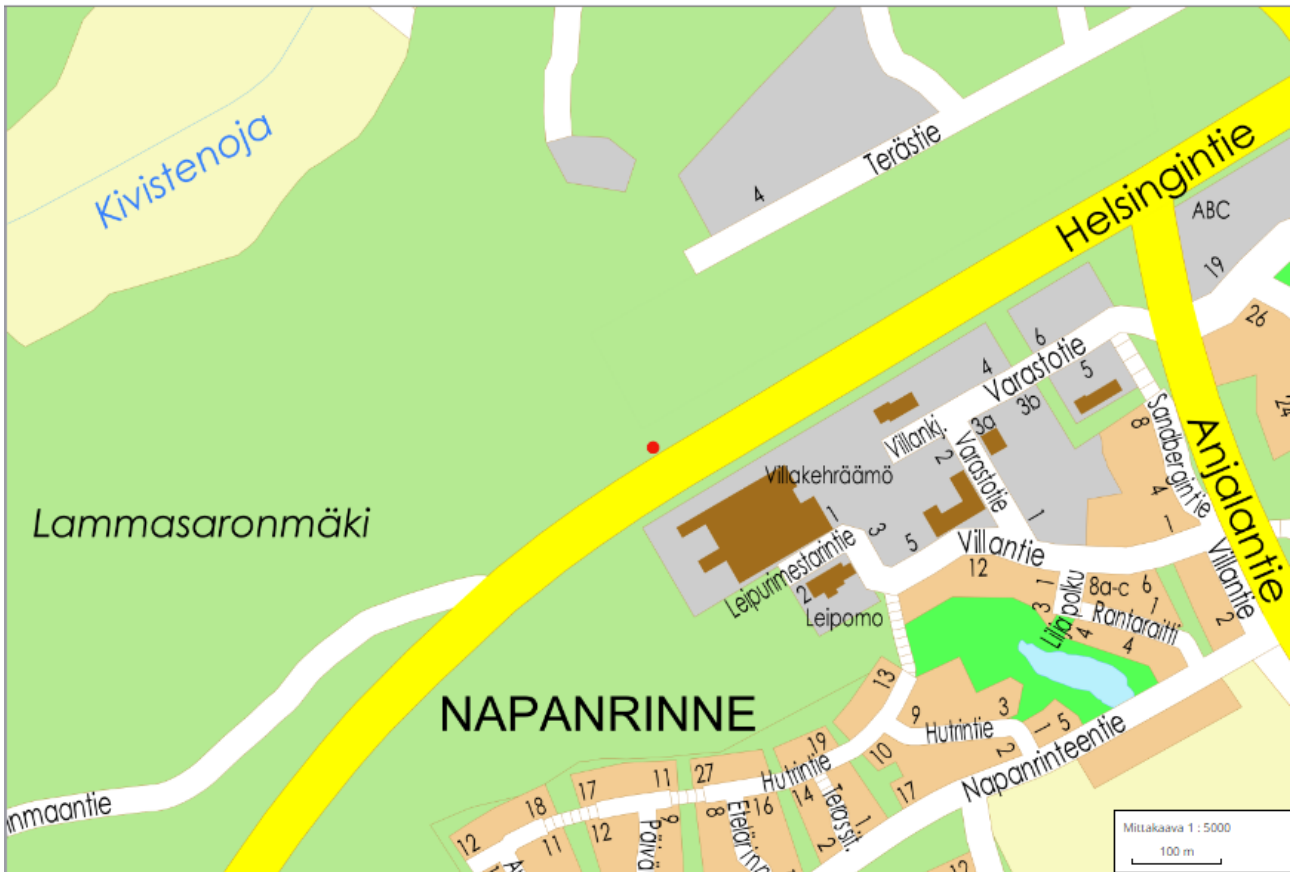 Kivistenoja
4
Terästie
Helsingintie
ABC
19
26
24
6
4
Varastotie
5
3b
3a
Villankj.
2
Varastotie
8
Sandbergintie
4
1
Anjalantie
Villakehräämö
1
3
5
1
Villantie
Leipurimestarintie
2
Leipomo
12
1
3
Liljapolku
4
8a-c
6
1
Rantaraitti
4
Villantie
2
Lammasaronmäki
NAPANRINNE
13
9
3
Hutrintie
1
5
2
10
17
Napanrinteentie
19
Hutrintie
14
Terassit.
1
2
27
16
8
11
9
17
12
18
11
12
12
nmaantie
Mittakaava 1 : 5000
100 m